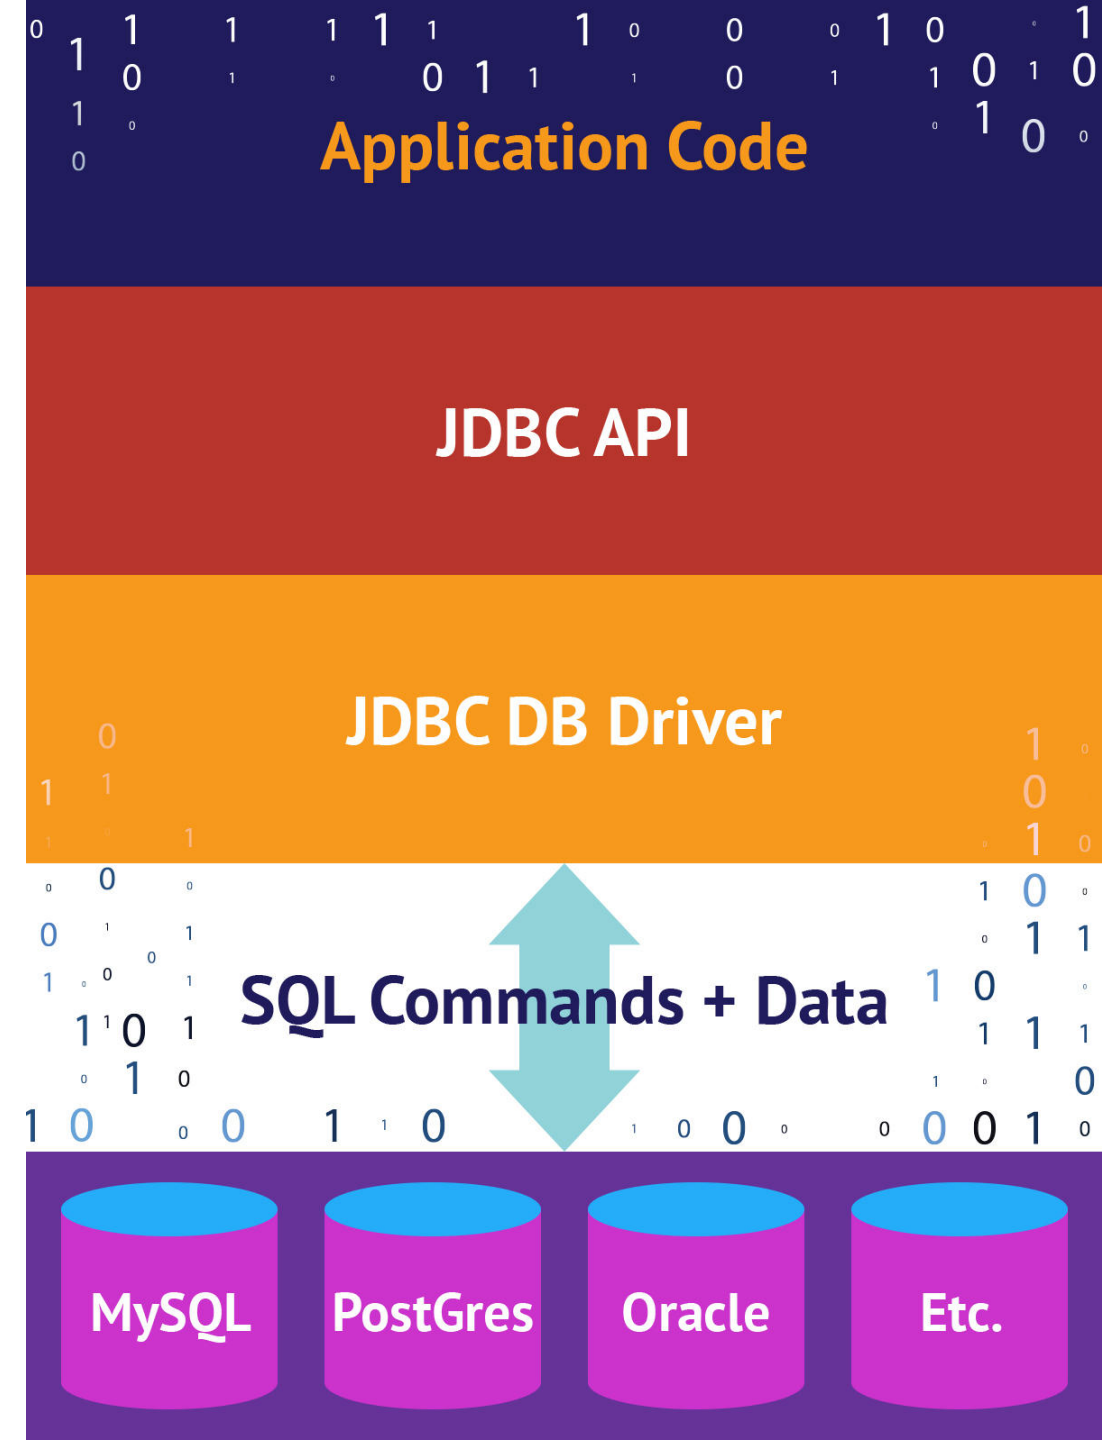 Application Code
JDBC API
JDBC DB Driver
SQL Commands + Data
MySQL PostGres Oracle Etc.